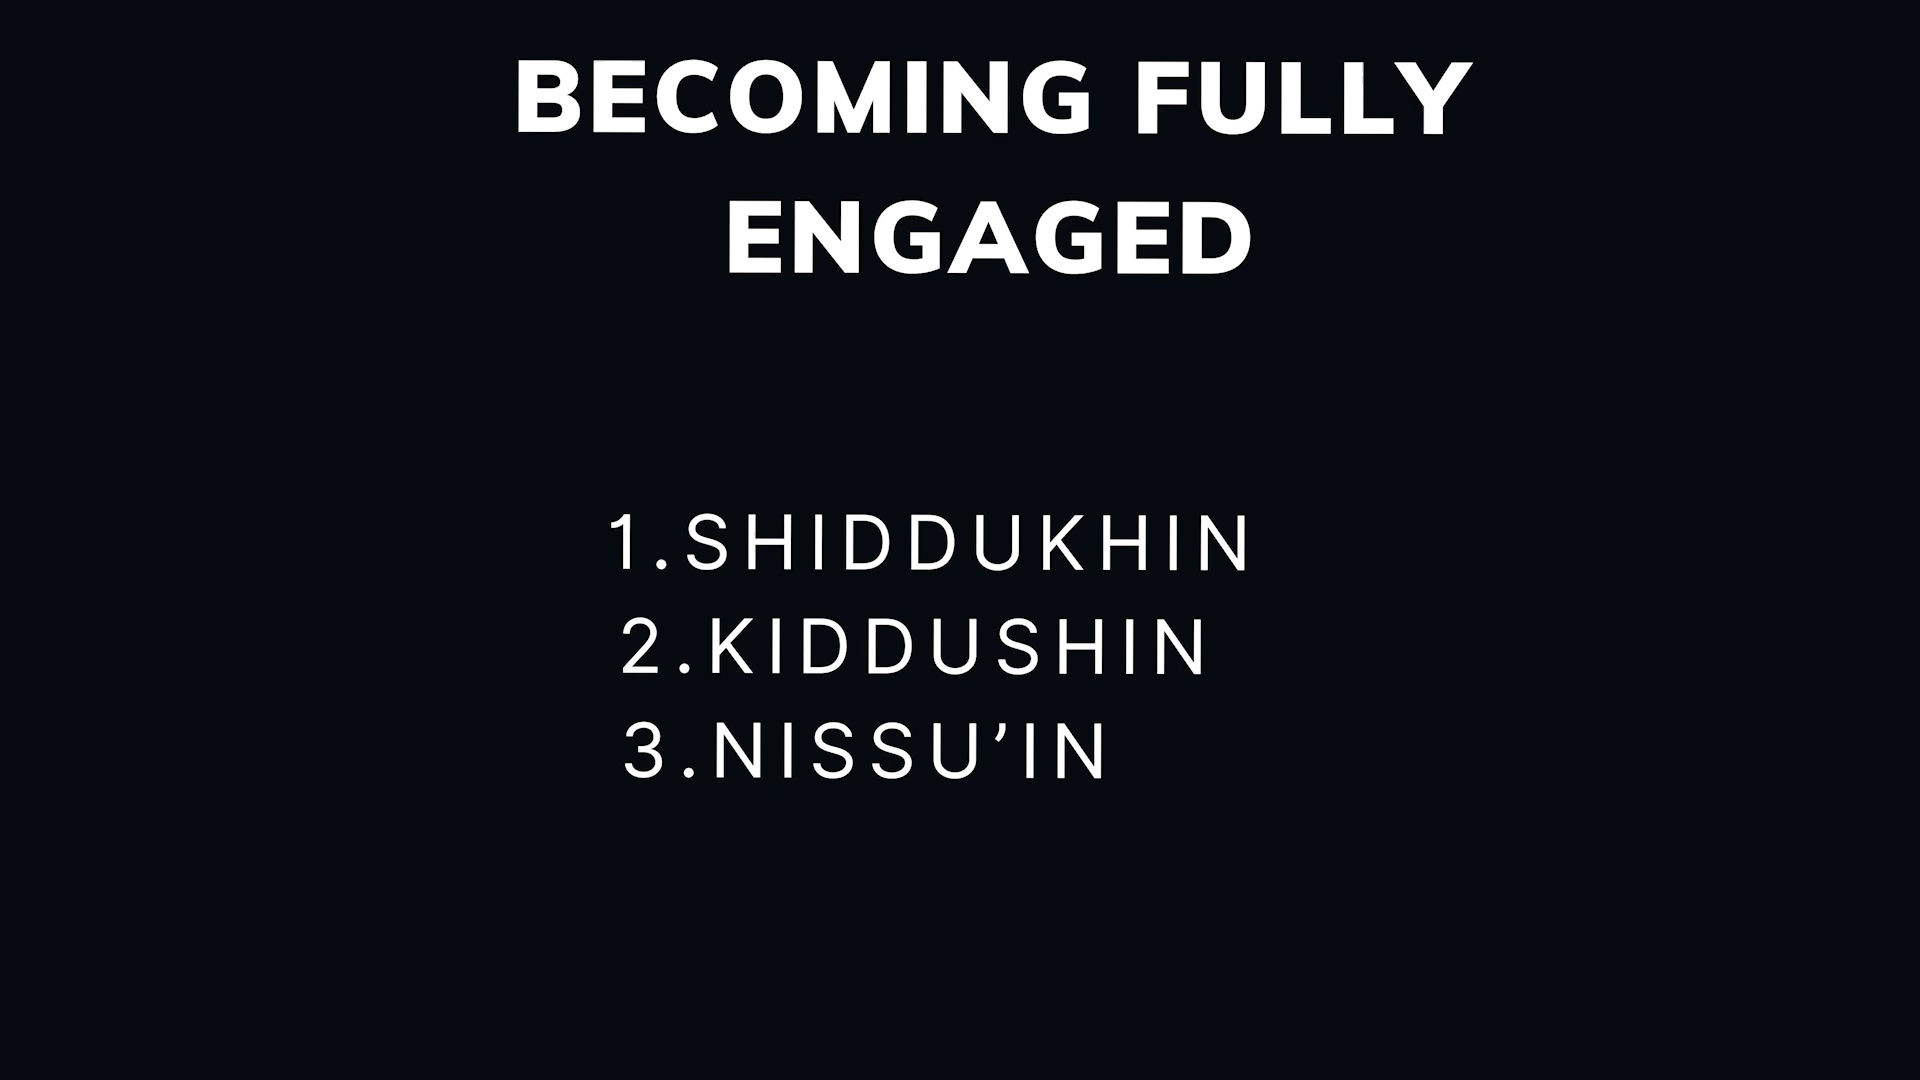 BECOMING FULLY
ENGAGED
1.SHIDDUKHIN
2.KIDDUSHIN
3.NISSU’IN